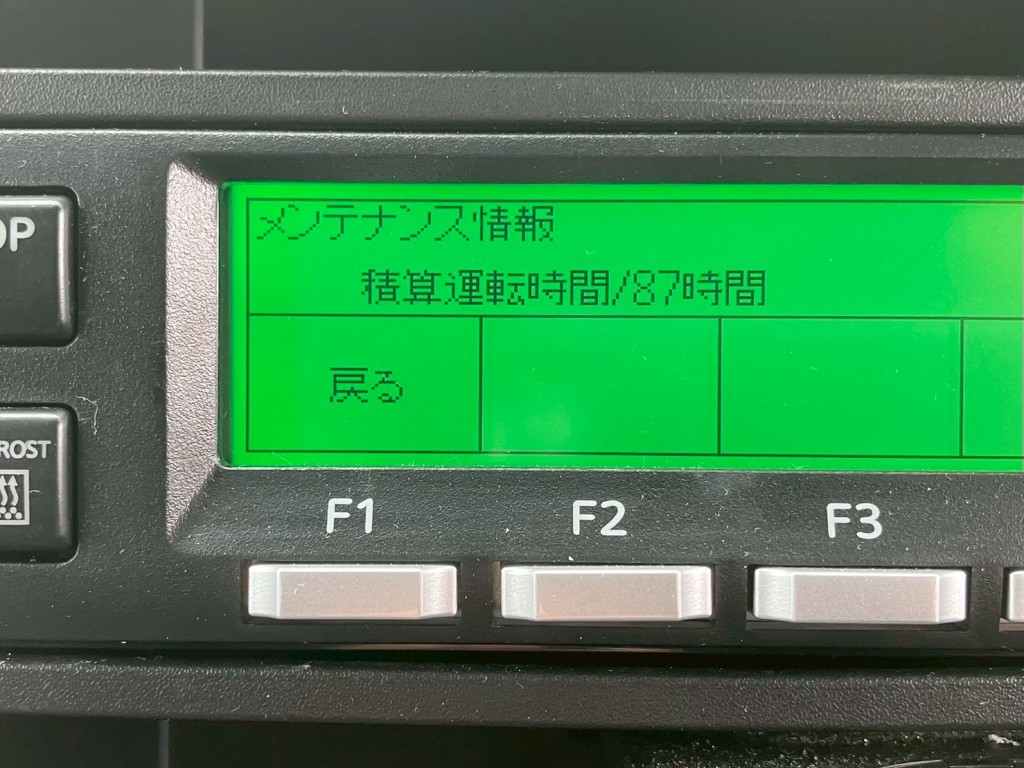 メンテナンス情報
積算運転時間/87時間
戻る
OP
ROST
F1 F2 F3